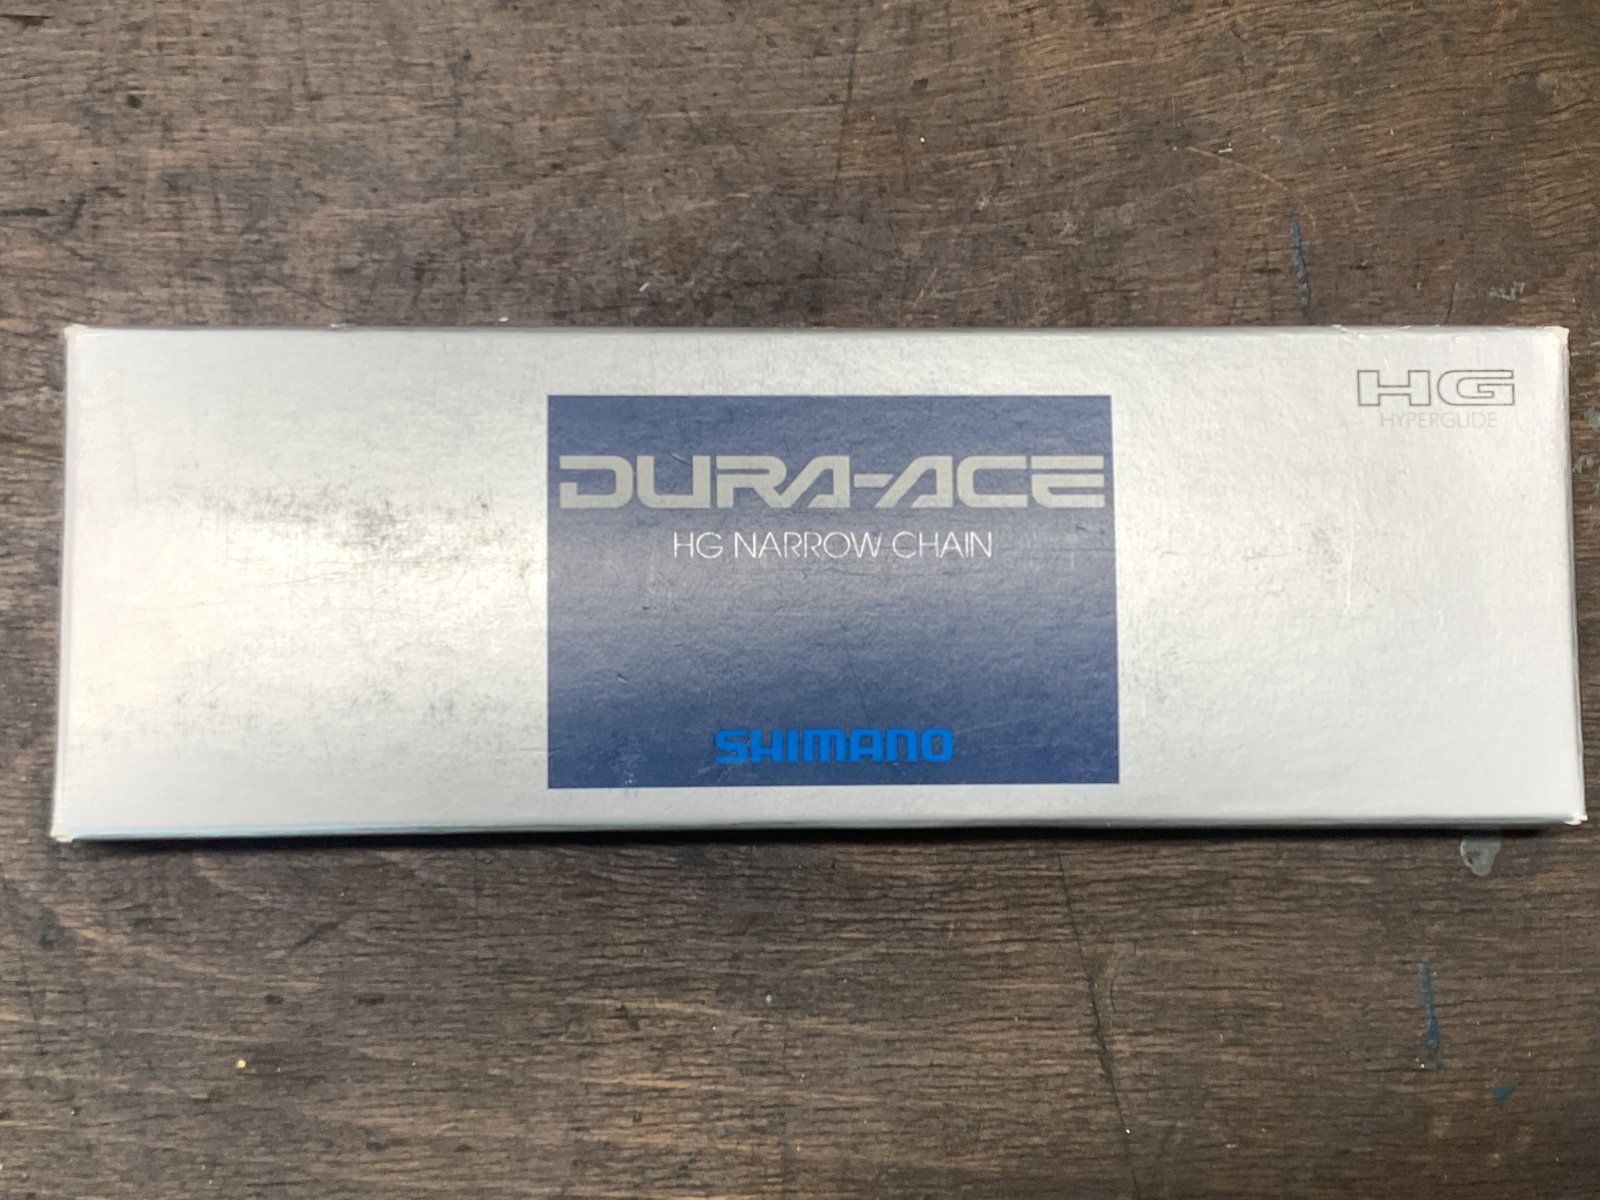 HG
HYPERGLIDE
DURA-ACE
HG NARROW CHAIN
SHIMANO